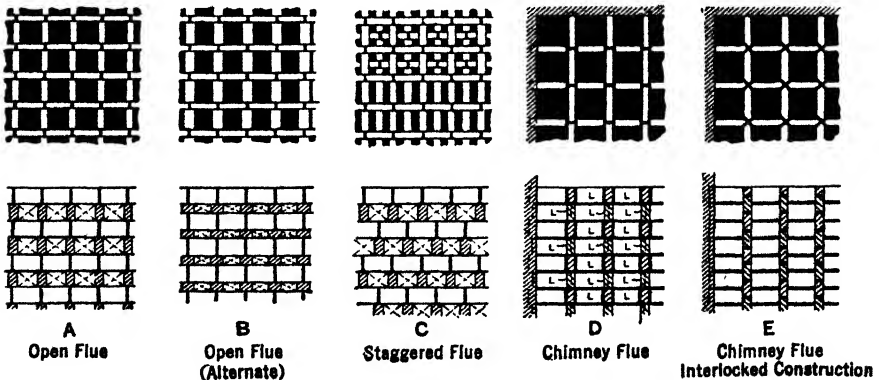 A
Open Flue
B
Open Flue
(Alternate)
C
Staggered Flue
L L
L L L
L L
L L L
L L
L L L
L L
D
Chimney Flue
E
Chimney Flue
Interlocked Construction